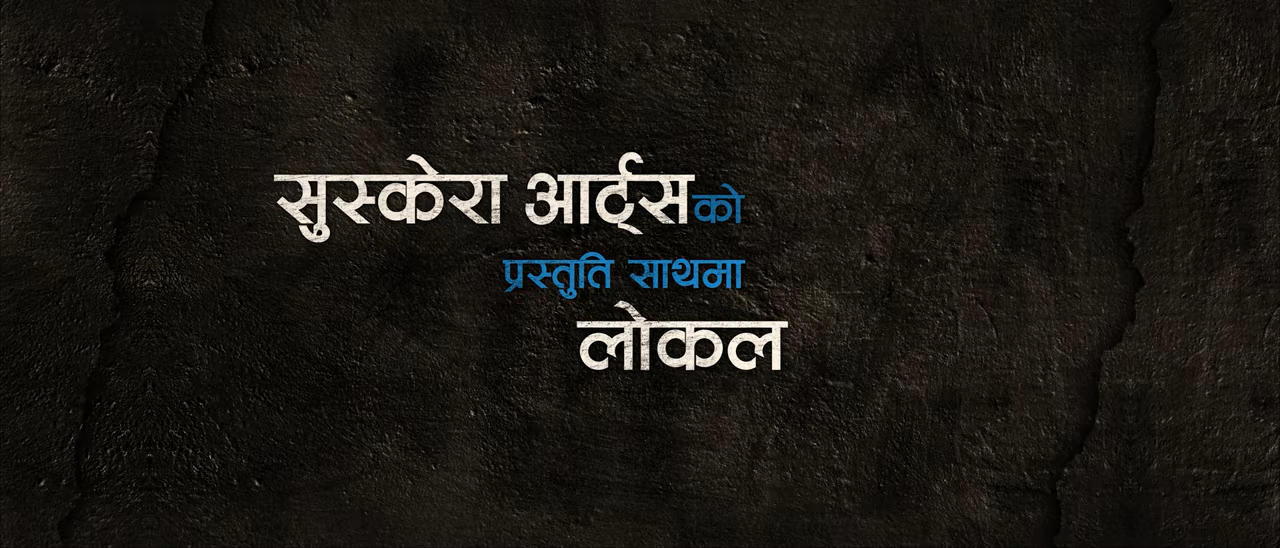 सुस्केरा आर्ट्सको
प्रस्तुति साथमा
लोकल